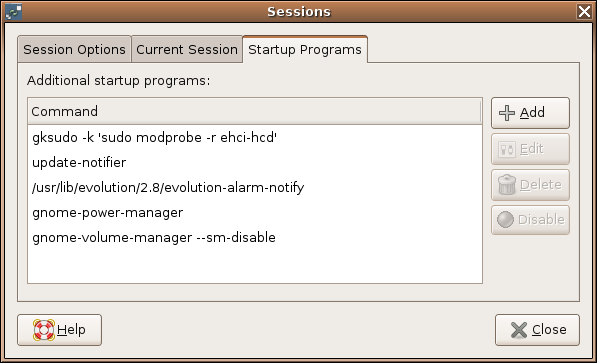 Sessions
Session Options Current Session Startup Programs
Additional startup programs:
Command
gksudo -k 'sudo modprobe -r ehci-hcd'
update-notifier
/usr/lib/evolution/2.8/evolution-alarm-notify
gnome-power-manager
gnome-volume-manager --sm-disable
Add
Edit
Delete
Disable
Help
Close